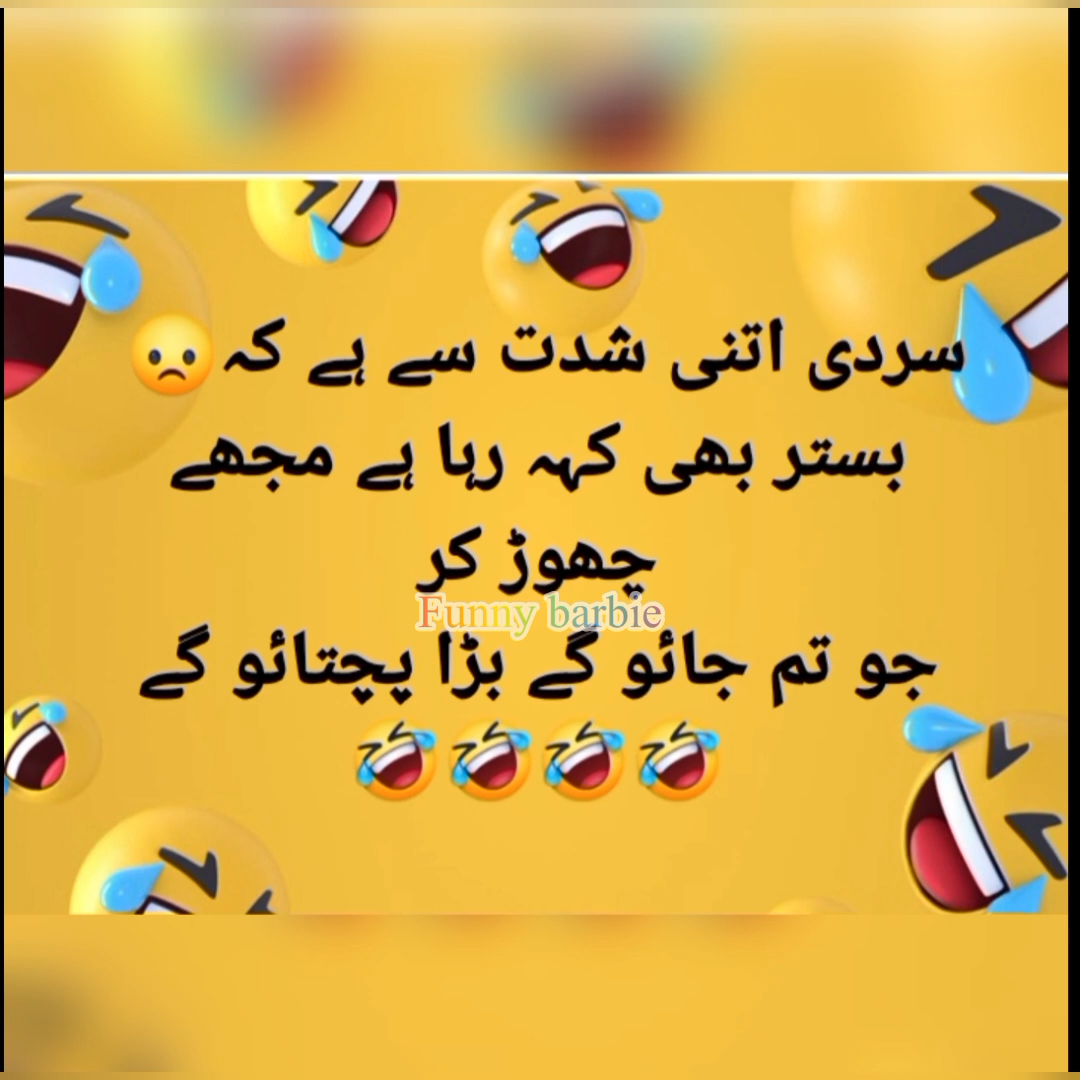 سردی اتنی شدت سے ہے کہ☹️
بستر بھی کہہ رہا ہے مجھے
چھوڑ کر
Funny barbie
جو تم جائو گے بڑا پچتائو گے
🤣🤣🤣🤣